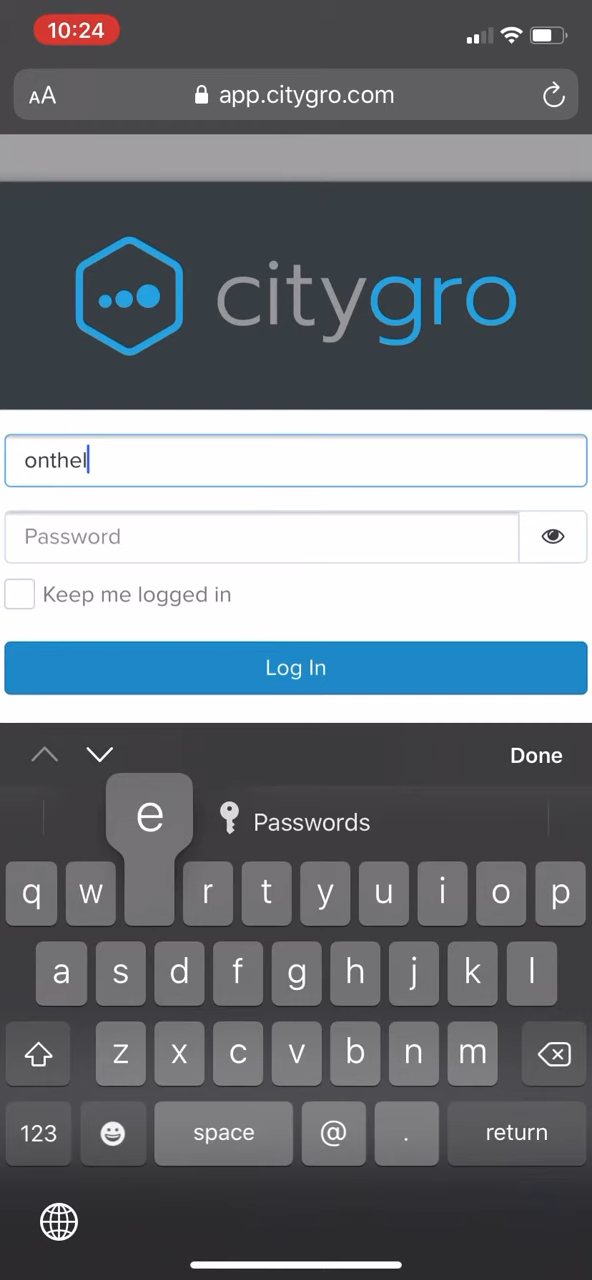 10:24
AA app.citygro.com
citygro
onthel
Password
Keep me logged in
Log In
Done
e
Passwords
q w r t y u i o p
a s d f g h j k l
z x c v b n m
123 space @ . return